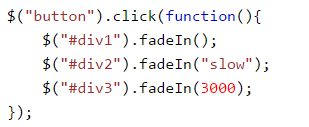 $("button").click(function(){
    $("#div1").fadeIn();
    $("#div2").fadeIn("slow");
    $("#div3").fadeIn(3000);
});